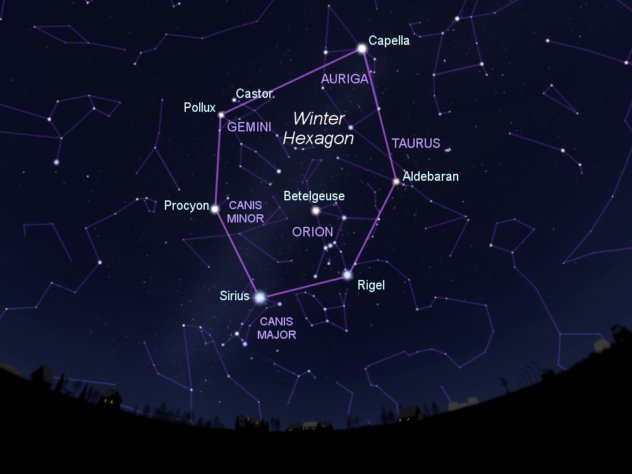 Capella
AURIGA
Castor
Pollux
GEMINI
Winter
Hexagon
TAURUS
Aldebaran
Betelgeuse
Procyon
CANIS
MINOR
ORION
Rigel
Sirius
CANIS
MAJOR